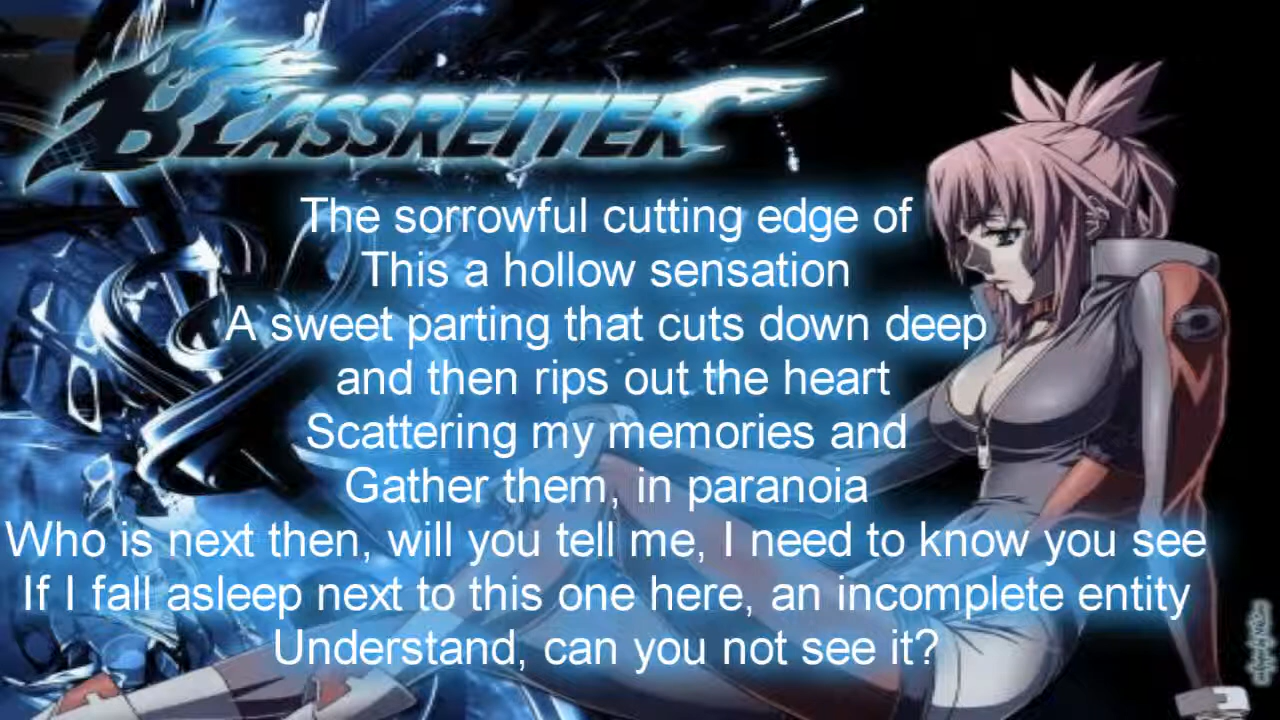 BLASSREITER
The sorrowful cutting edge of
This a hollow sensation
A sweet parting that cuts down deep
and then rips out the heart
Scattering my memories and
Gather them, in paranoia
Who is next then, will you tell me, I need to know you see
If I fall asleep next to this one here, an incomplete entity
Understand, can you not see it?